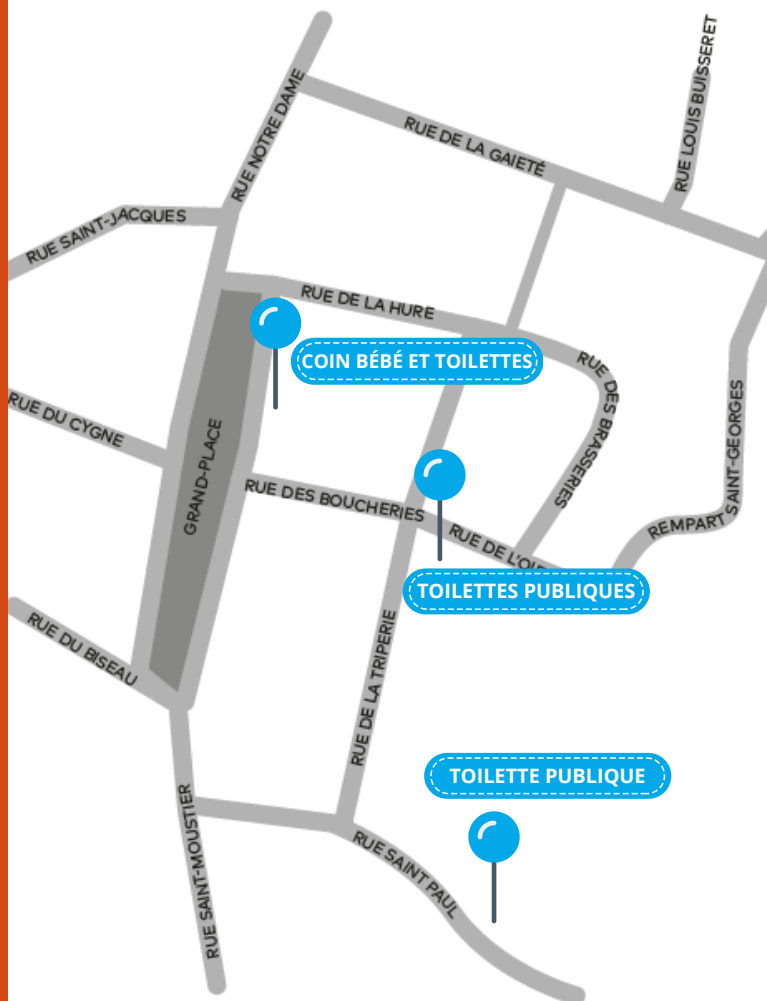 RUE LOUIS BUISSERET
RUE NOTRE DAME
RUE DE LA GAIETÉ
RUE SAINT-JACQUES
RUE DE LA HURE
COIN BÉBÉ ET TOILETTES
RUE DES BRASSERIES
RUE DU CYGNE
GRAND-PLACE
REMPART SAINT-GEORGES
RUE DES BOUCHERIES
RUE DE
TOILETTES PUBLIQUES
RUE DU BISEAU
RUE DE LA TRIPERIE
TOILETTE PUBLIQUE
RUE SAINT-MOUSTIER
RUE SAINT PAUL